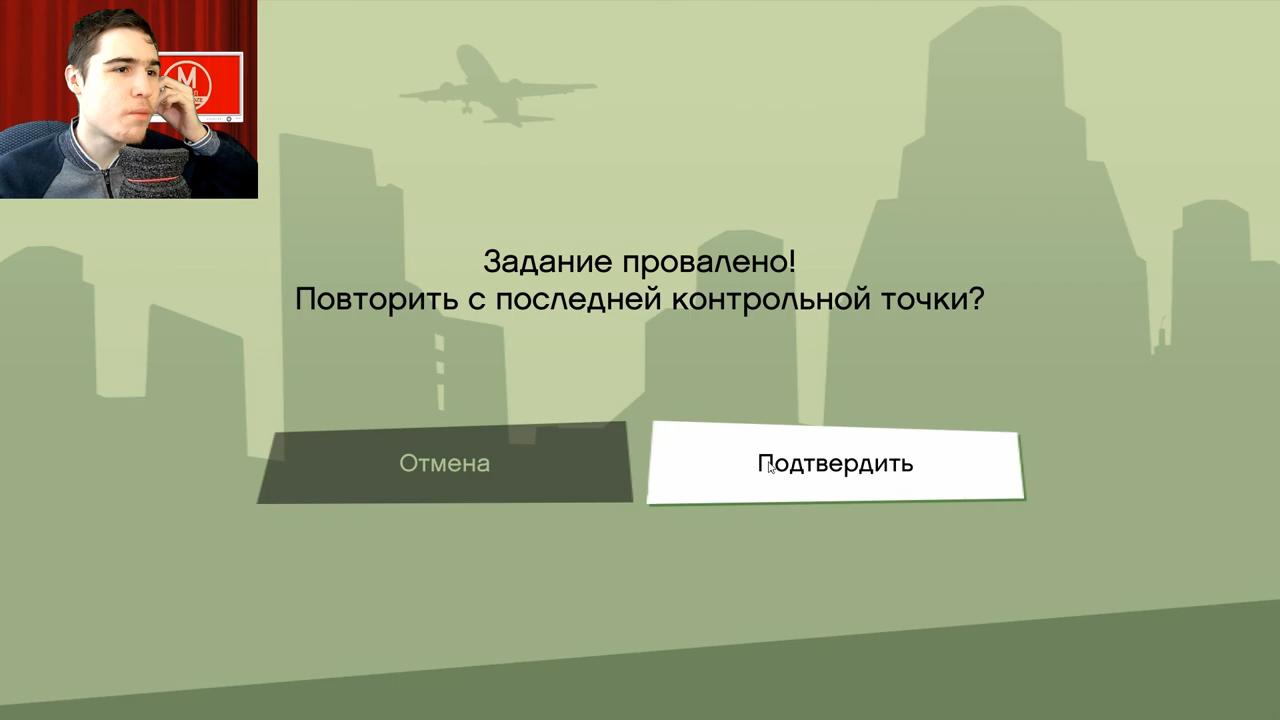 Задание провалено!
Повторить с последней контрольной точки?
Отмена
Подтвердить